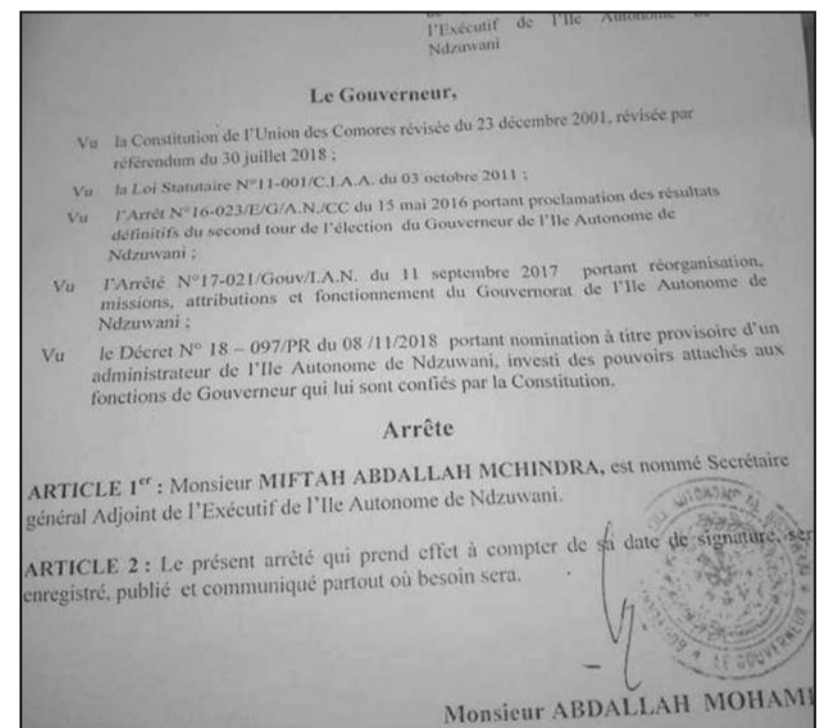 l'Exécutif de l'Ile Autonome
Ndzuwani
Le Gouverneur,
Vu la Constitution de l'Union des Comores révisée du 23 décembre 2001, révisée par
référendum du 30 juillet 2018 ;
Vu la Loi Statutaire N°11-001/C.I.A.A. du 03 octobre 2011 ;
Vu l'Arrêt N°16-023/E/G/A.N./CC du 15 mai 2016 portant proclamation des résultats
définitifs du second tour de l'élection du Gouverneur de l'Ile Autonome de
Ndzuwani ;
Vu l'Arrêté N°17-021/Gouv/I.A.N. du 11 septembre 2017 portant réorganisation,
missions, attributions et fonctionnement du Gouvernorat de l'Ile Autonome de
Ndzuwani ;
Vu le Décret N° 18 – 097/PR du 08 /11/2018 portant nomination à titre provisoire d'un
administrateur de l'Ile Autonome de Ndzuwani, investi des pouvoirs attachés aux
fonctions de Gouverneur qui lui sont confiés par la Constitution.
Arrête
ARTICLE 1er : Monsieur MIFTAH ABDALLAH MCHINDRA, est nommé Secrétaire
général Adjoint de l'Exécutif de l'Ile Autonome de Ndzuwani.
ARTICLE 2 : Le présent arrêté qui prend effet à compter de sa date de signature, ser
enregistré, publié et communiqué partout où besoin sera.
LE GOUVERNEUR
Monsieur ABDALLAH MOHAM